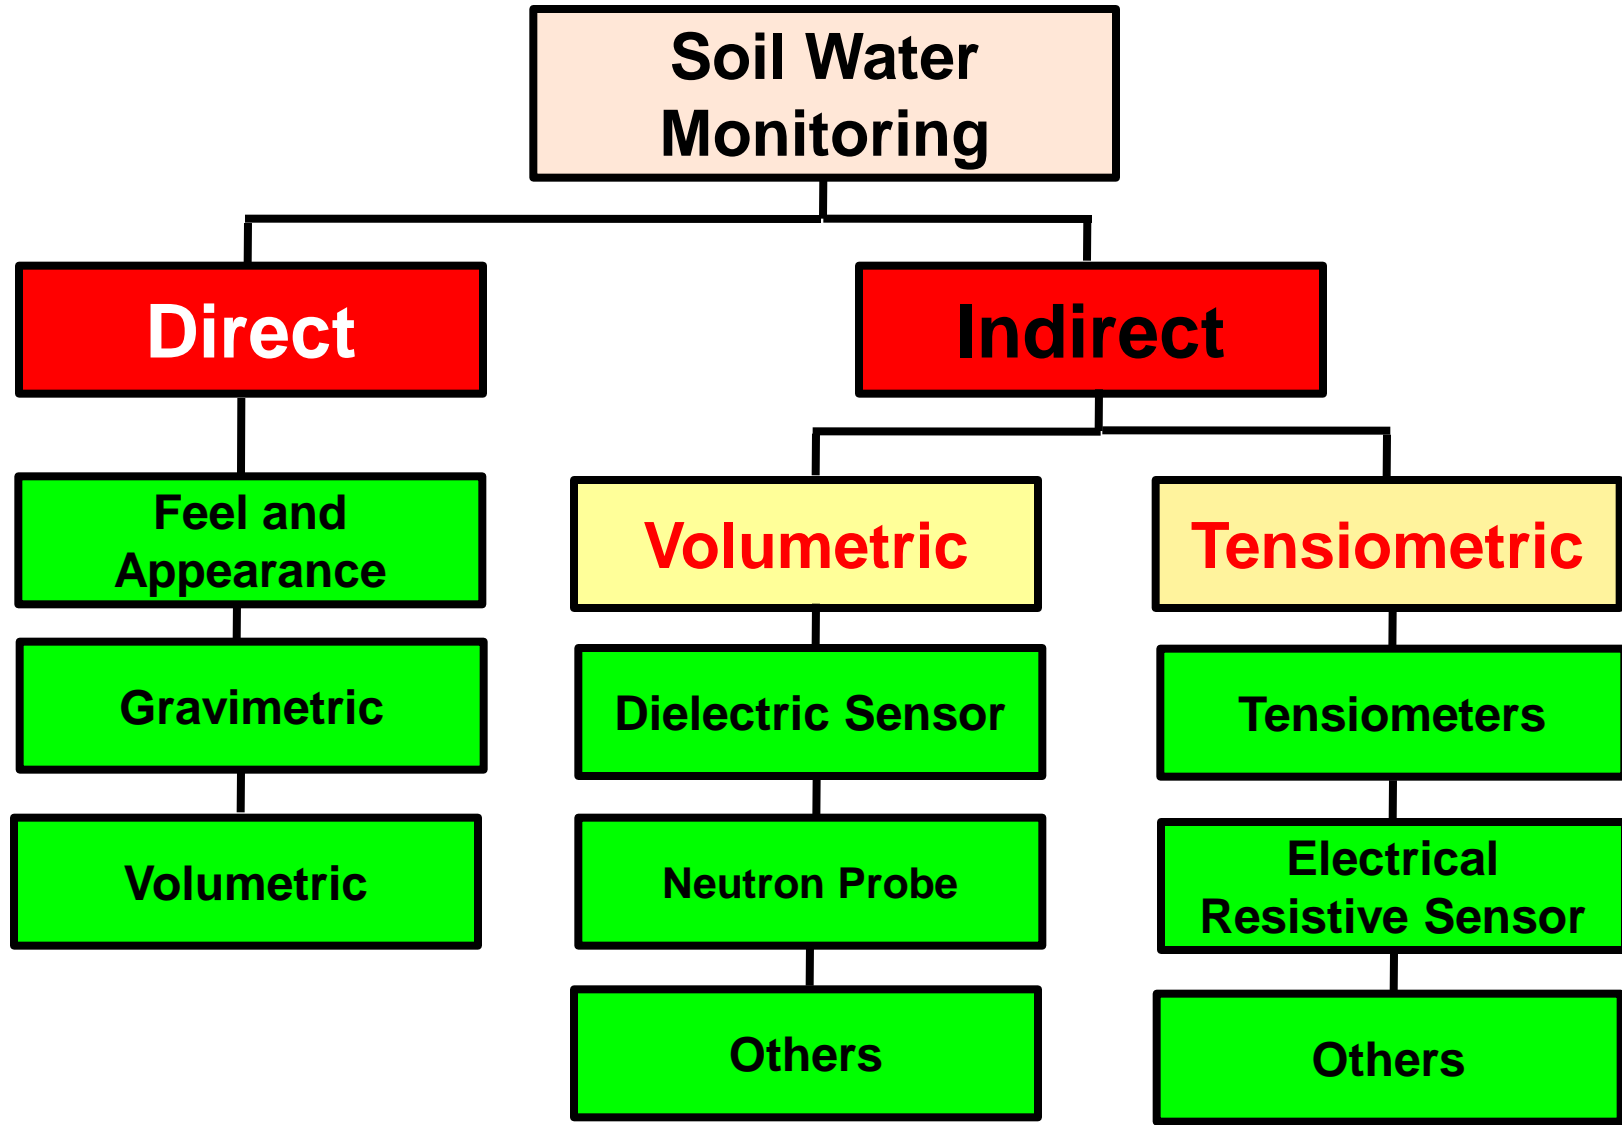 Soil Water
Monitoring
Direct
Indirect
Feel and
Appearance
Gravimetric
Volumetric
Volumetric
Dielectric Sensor
Neutron Probe
Others
Tensiometric
Tensiometers
Electrical
Resistive Sensor
Others